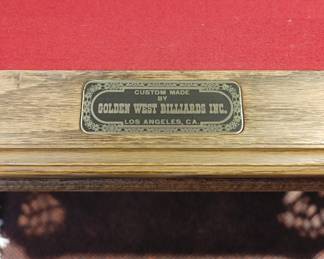 CUSTOM MADE
BY
GOLDEN WEST BILLIARDS INC.
LOS ANGELES, CA.